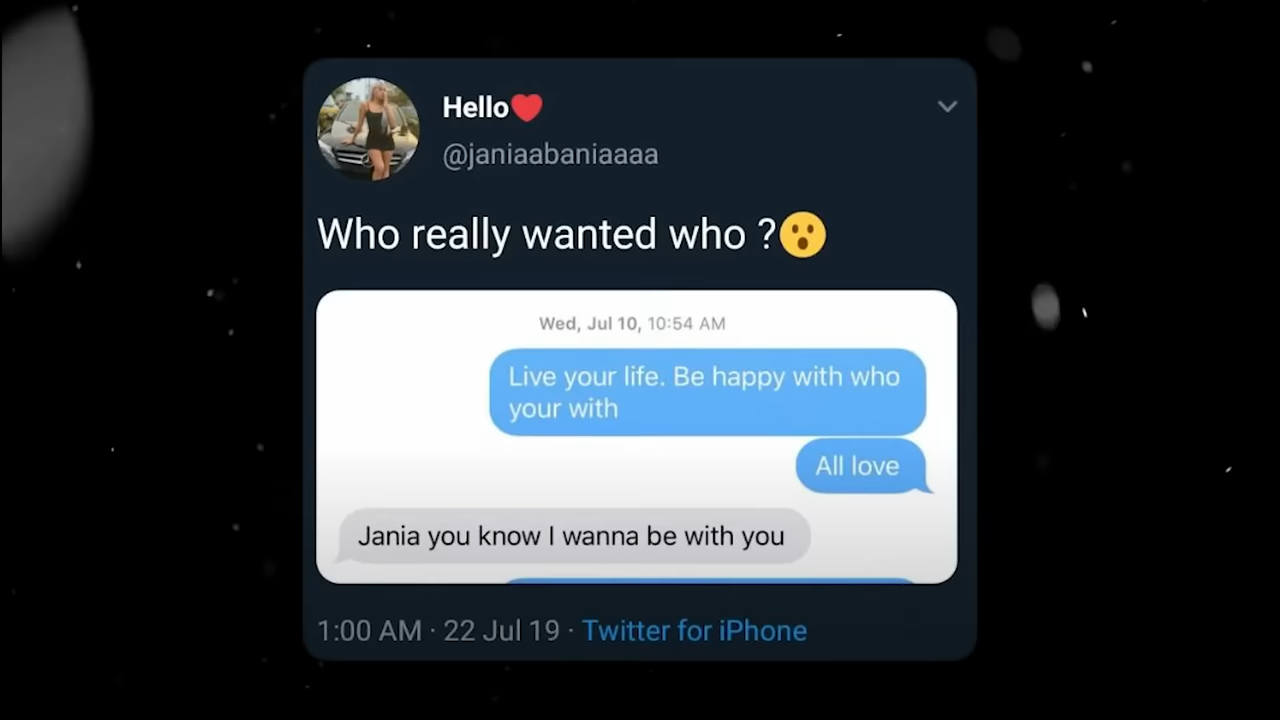 Hello❤️
@janiaabaniaaaa
Who really wanted who ?😮
Wed, Jul 10, 10:54 AM
Live your life. Be happy with who
your with
All love
Jania you know I wanna be with you
1:00 AM · 22 Jul 19 · Twitter for iPhone